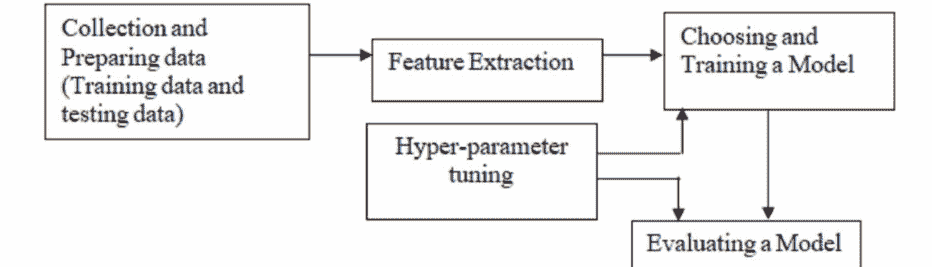 Collection and
Preparing data
(Training data and
testing data)
Feature Extraction
Choosing and
Training a Model
Hyper-parameter
tuning
Evaluating a Model